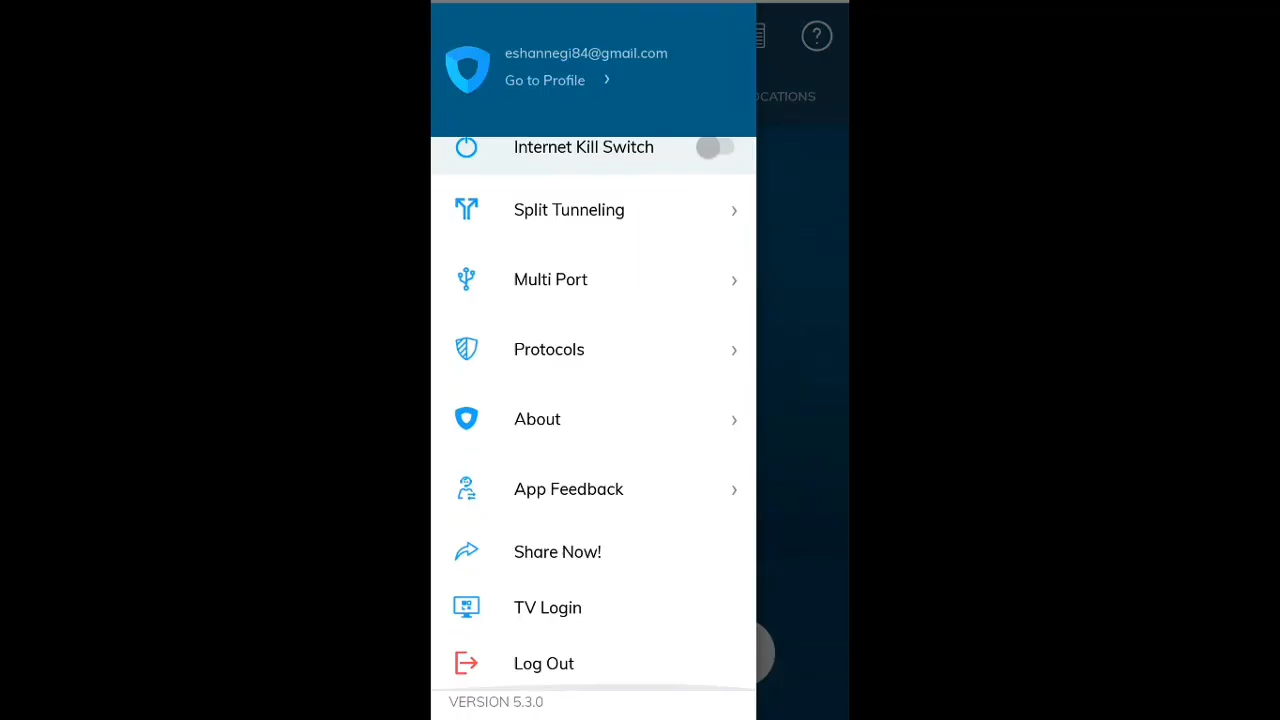 eshannegi84@gmail.com
?
Go to Profile
OCATIONS
Internet Kill Switch
Split Tunneling
Multi Port
Protocols
About
App Feedback
Share Now!
TV Login
Log Out
VERSION 5.3.0